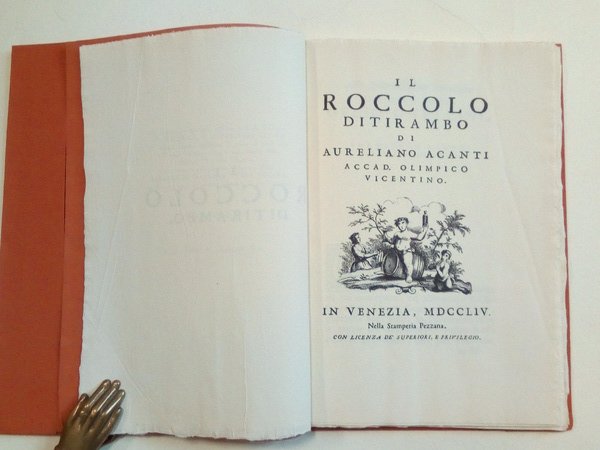 IL
ROCCOLO
DITIRAMBO
DI
AURELIANO ACANTI
ACCAD. OLIMPICO
VICENTINO.
IN VENEZIA, MDCCLIV.
Nella Stamperia Pezzana,
CON LICENZA DE' SUPERIORI, E PRIVILEGIO.